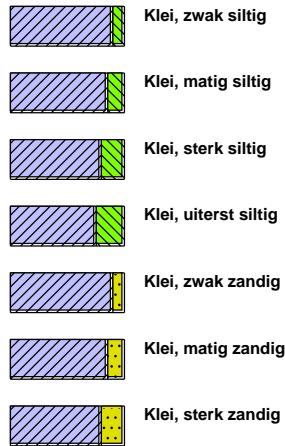 Klei, zwak siltig
Klei, matig siltig
Klei, sterk siltig
Klei, uiterst siltig
Klei, zwak zandig
Klei, matig zandig
Klei, sterk zandig